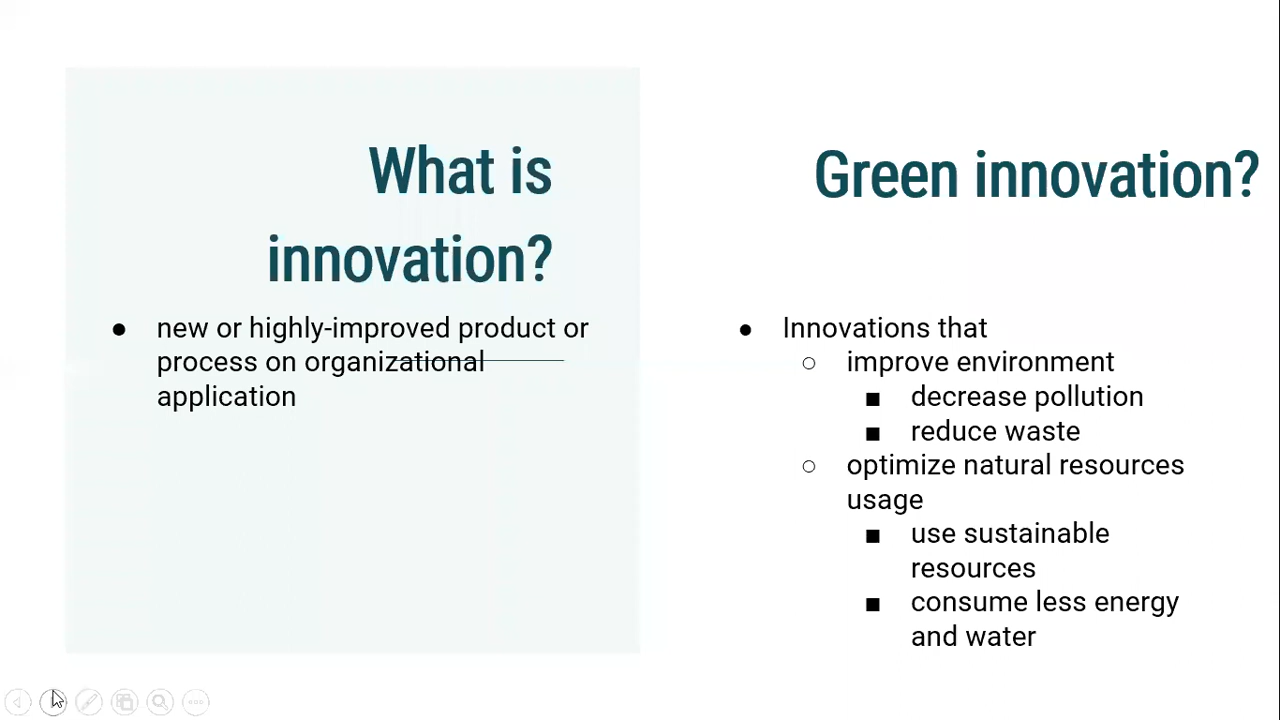 What is
innovation?
● new or highly-improved product or
process on organizational
application
Green innovation?
● Innovations that
○ improve environment
■ decrease pollution
■ reduce waste
○ optimize natural resources
usage
■ use sustainable
resources
■ consume less energy
and water